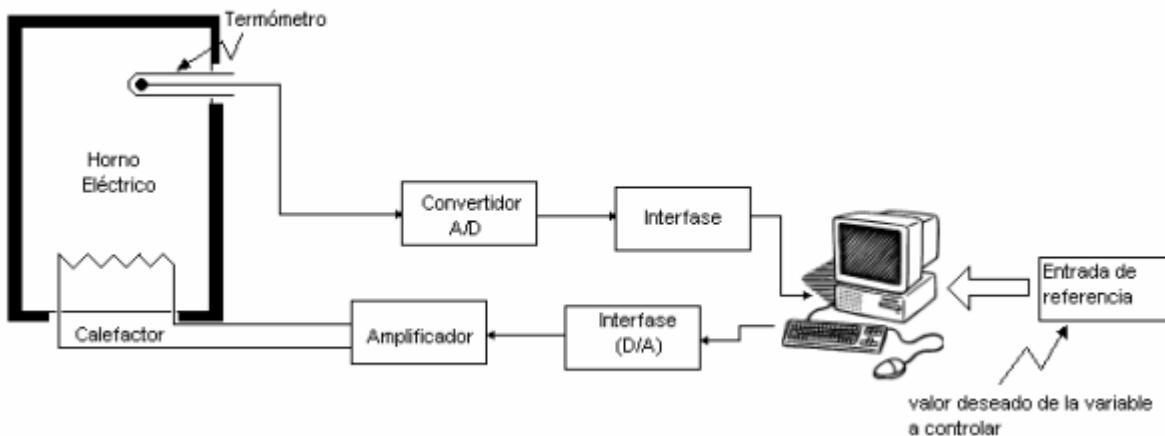 Termómetro
Horno
Eléctrico
Convertidor
A/D
Interfase
Entrada de
referencia
Calefactor
Amplificador
Interfase
(D/A)
valor deseado de la variable
a controlar